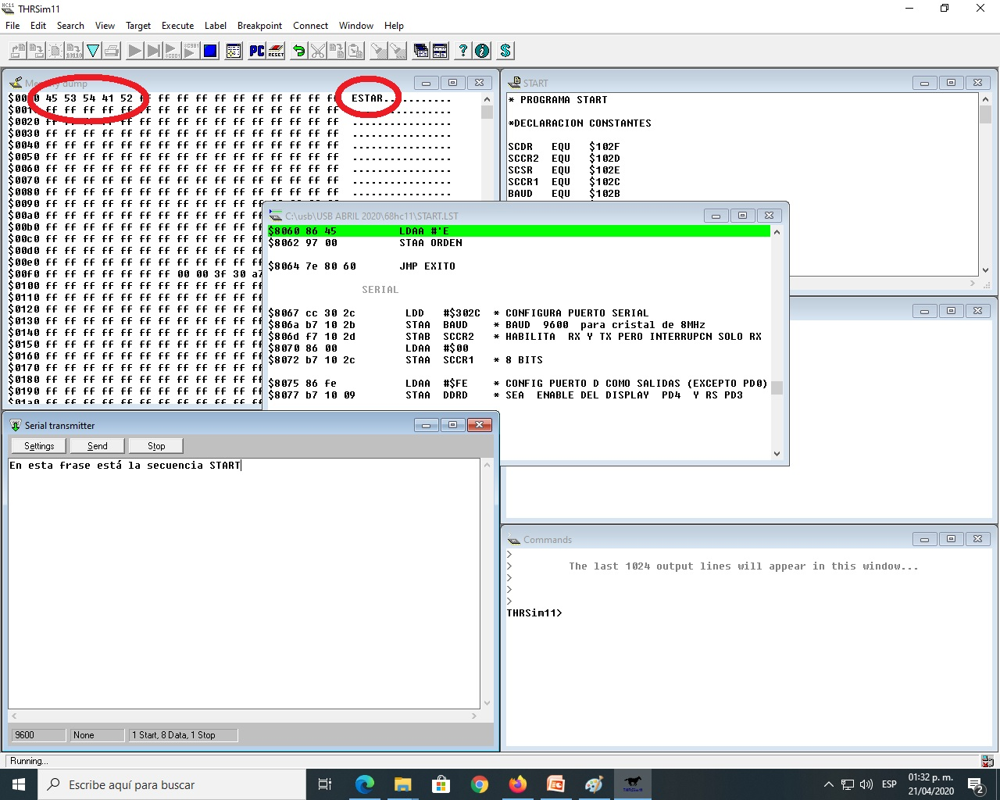 THRSim11
File Edit Search View Target Execute Label Breakpoint Connect Window Help
Memory dump
45 53 54 41 52 ff ff ff ff ff ff ff ff ff ff ff ESTAR...........
ff ff ff ff ff ff ff ff ff ff ff ff ff ff ff ff ................
$0020 ff ff ff ff ff ff ff ff ff ff ff ff ff ff ff ff ................
$0030 ff ff ff ff ff ff ff ff ff ff ff ff ff ff ff ff ................
$0040 ff ff ff ff ff ff ff ff ff ff ff ff ff ff ff ff ................
$0050 ff ff ff ff ff ff ff ff ff ff ff ff ff ff ff ff ................
$0060 ff ff ff ff ff ff ff ff ff ff ff ff ff ff ff ff ................
$0070 ff ff ff ff ff ff ff ff ff ff ff ff ff ff ff ff ................
$0080 ff ff ff ff ff ff ff ff ff ff ff ff ff ff ff ff ................
$0090 ff ff ff ff ff ff ff ff ff ff ff
$00a0 ff ff ff ff ff ff ff ff ff ff ff
$00b0 ff ff ff ff ff ff ff ff ff ff ff
$00c0 ff ff ff ff ff ff ff ff ff ff ff
$00d0 ff ff ff ff ff ff ff ff ff ff ff
$00e0 ff ff ff ff ff ff ff ff ff ff ff
$00f0 ff ff ff ff ff ff ff 00 00 3f 30 a7
$0100 ff ff ff ff ff ff ff ff ff ff ff
$0110 ff ff ff ff ff ff ff ff ff ff ff
$0120 ff ff ff ff ff ff ff ff ff ff ff
$0130 ff ff ff ff ff ff ff ff ff ff ff
$0140 ff ff ff ff ff ff ff ff ff ff ff
$0150 ff ff ff ff ff ff ff ff ff ff ff
$0160 ff ff ff ff ff ff ff ff ff ff ff
$0170 ff ff ff ff ff ff ff ff ff ff ff
$0180 ff ff ff ff ff ff ff ff ff ff ff
$0190 ff ff ff ff ff ff ff ff ff ff ff
$01a0 ff ff ff ff ff ff ff ff ff ff ff
START
* PROGRAMA START
*DECLARACION CONSTANTES
SCDR EQU $102F
SCCR2 EQU $102D
SCSR EQU $102E
SCCR1 EQU $102C
BAUD EQU $102B
C:\usb\USB ABRIL 2020\68hc11\START.LST
$8060 86 45 LDAA #'E
$8062 97 00 STAA ORDEN
$8064 7e 80 60 JMP EXITO
SERIAL
$8067 cc 30 2c LDD #$302C * CONFIGURA PUERTO SERIAL
$806a b7 10 2b STAA BAUD * BAUD 9600 para cristal de 8MHz
$806d f7 10 2d STAB SCCR2 * HABILITA RX Y TX PERO INTERRUPCN SOLO RX
$8070 86 00 LDAA #$00
$8072 b7 10 2c STAA SCCR1 * 8 BITS
$8075 86 fe LDAA #$FE * CONFIG PUERTO D COMO SALIDAS (EXCEPTO PD0)
$8077 b7 10 09 STAA DDRD * SEA ENABLE DEL DISPLAY PD4 Y RS PD3
Serial transmitter
Settings Send Stop
En esta frase está la secuencia START
9600 None 1 Start, 8 Data, 1 Stop
Commands
>
> The last 1024 output lines will appear in this window...
>
>
>
THRSim11>
Running...
Escribe aquí para buscar
ESP
01:32 p. m.
21/04/2020
2